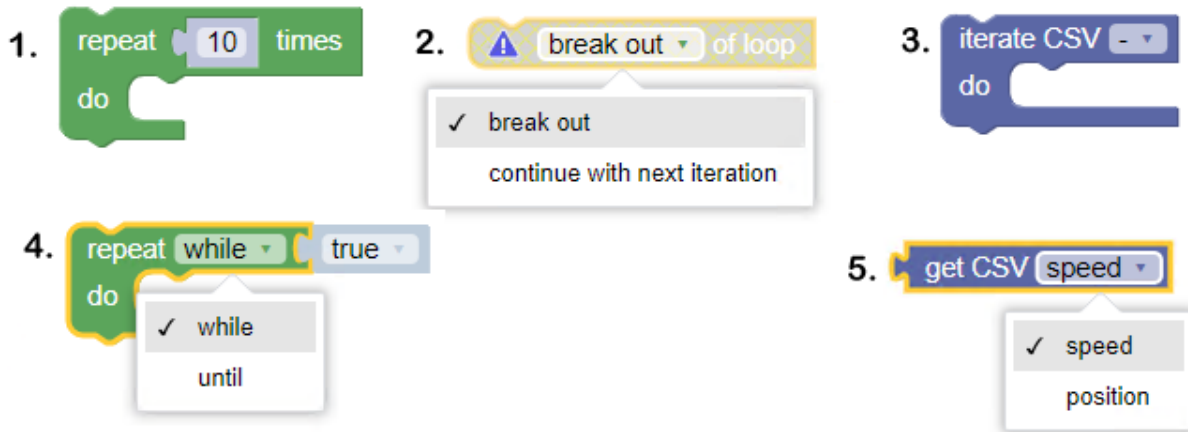 1. repeat 10 times
do
2. break out of loop
✓ break out
continue with next iteration
3. iterate CSV -
do
4. repeat while true
do
✓ while
until
5. get CSV speed
✓ speed
position